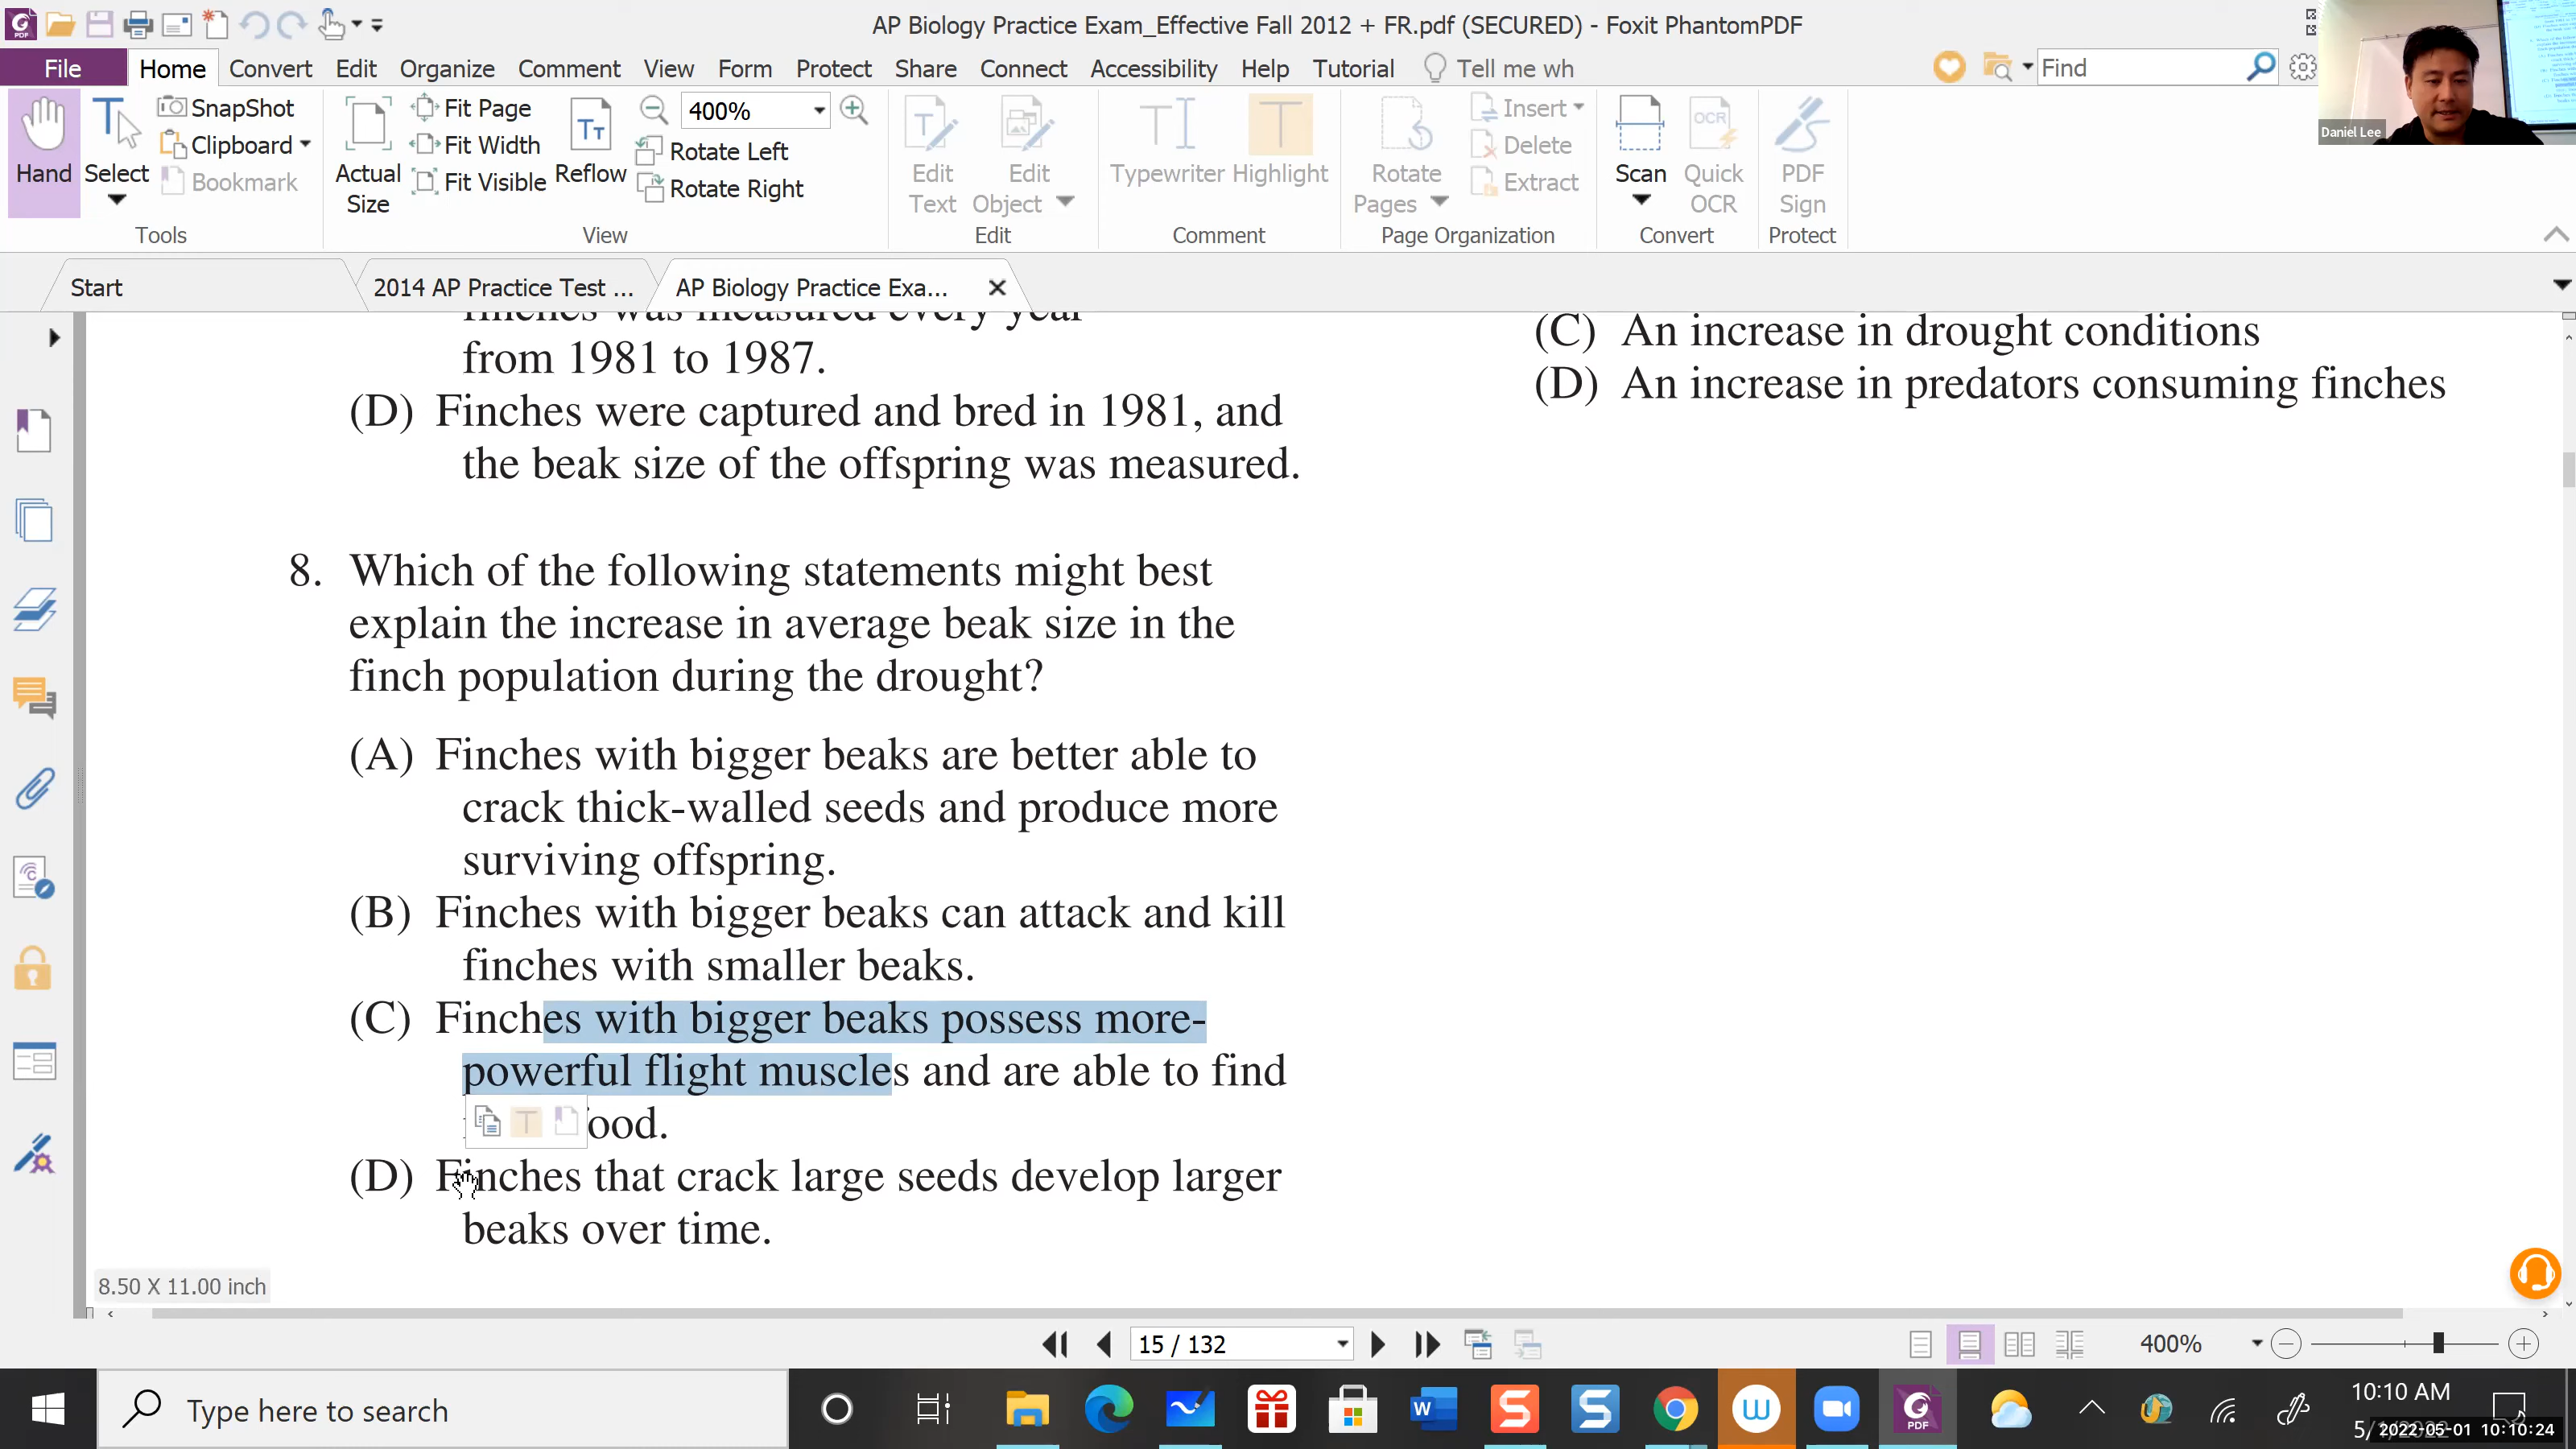 AP Biology Practice Exam_Effective Fall 2012 + FR.pdf (SECURED) - Foxit PhantomPDF
File Home Convert Edit Organize Comment View Form Protect Share Connect Accessibility Help Tutorial Tell me wh Find
Hand
Select
SnapShot
Clipboard
Bookmark
Tools
Actual
Size
Fit Page
Fit Width
Fit Visible
Reflow
400%
Rotate Left
Rotate Right
View
Edit
Text
Edit
Object
Edit
Typewriter
Highlight
Comment
Rotate
Pages
Insert
Delete
Extract
Page Organization
Scan
Quick
OCR
Convert
PDF
Sign
Protect
Daniel Lee
Start
2014 AP Practice Test ...
AP Biology Practice Exa...
finches was measured every year
from 1981 to 1987.
(D) Finches were captured and bred in 1981, and
the beak size of the offspring was measured.
8. Which of the following statements might best
explain the increase in average beak size in the
finch population during the drought?
(A) Finches with bigger beaks are better able to
crack thick-walled seeds and produce more
surviving offspring.
(B) Finches with bigger beaks can attack and kill
finches with smaller beaks.
(C) Finches with bigger beaks possess more-
powerful flight muscles and are able to find
ood.
(D) Finches that crack large seeds develop larger
beaks over time.
(C) An increase in drought conditions
(D) An increase in predators consuming finches
8.50 X 11.00 inch
15 / 132
400%
Type here to search
10:10 AM
2022-05-01 10:10:24